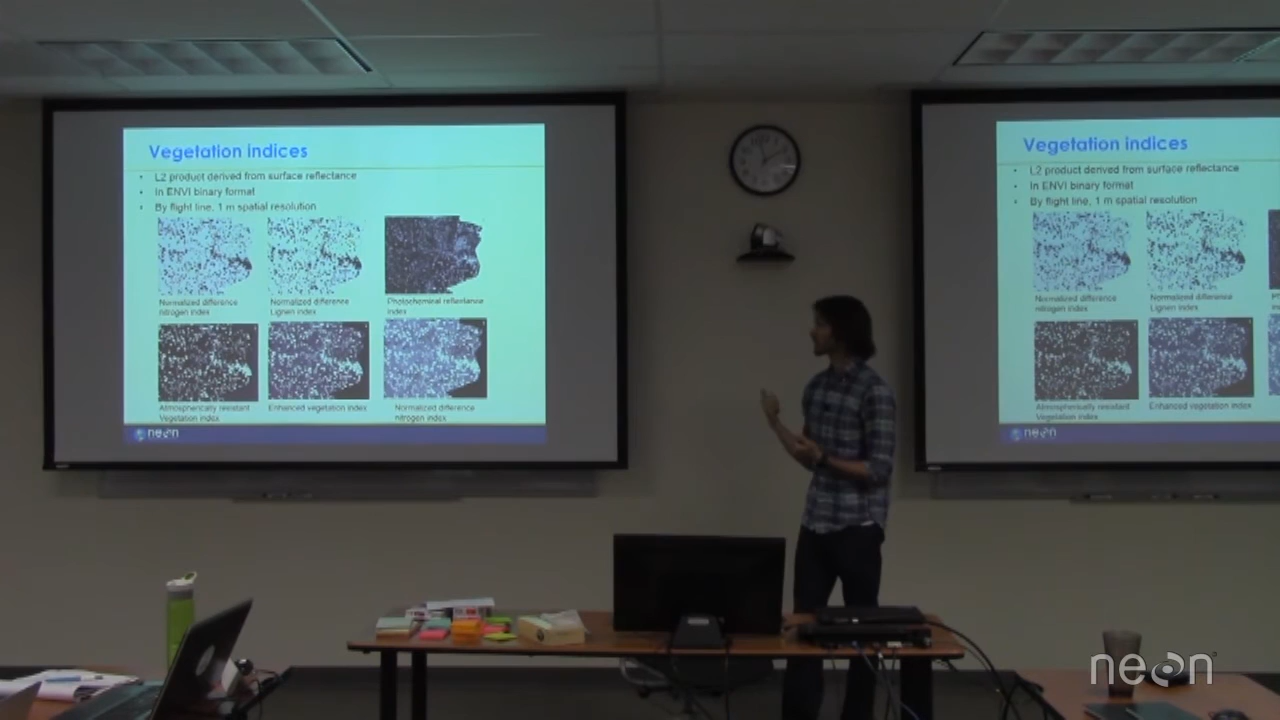 Vegetation indices
• L2 product derived from surface reflectance
• In ENVI binary format
• By flight line, 1 m spatial resolution
Normalized difference
nitrogen index
Normalized difference
Lignen index
Photochemical reflectance
index
Atmospherically resistant
Vegetation index
Enhanced vegetation index
Normalized difference
nitrogen index
neon
Vegetation indices
• L2 product derived from surface reflectance
• In ENVI binary format
• By flight line, 1 m spatial resolution
Normalized difference
nitrogen index
Normalized difference
Lignen index
Atmospherically resistant
Vegetation index
Enhanced vegetation index
neon
neon